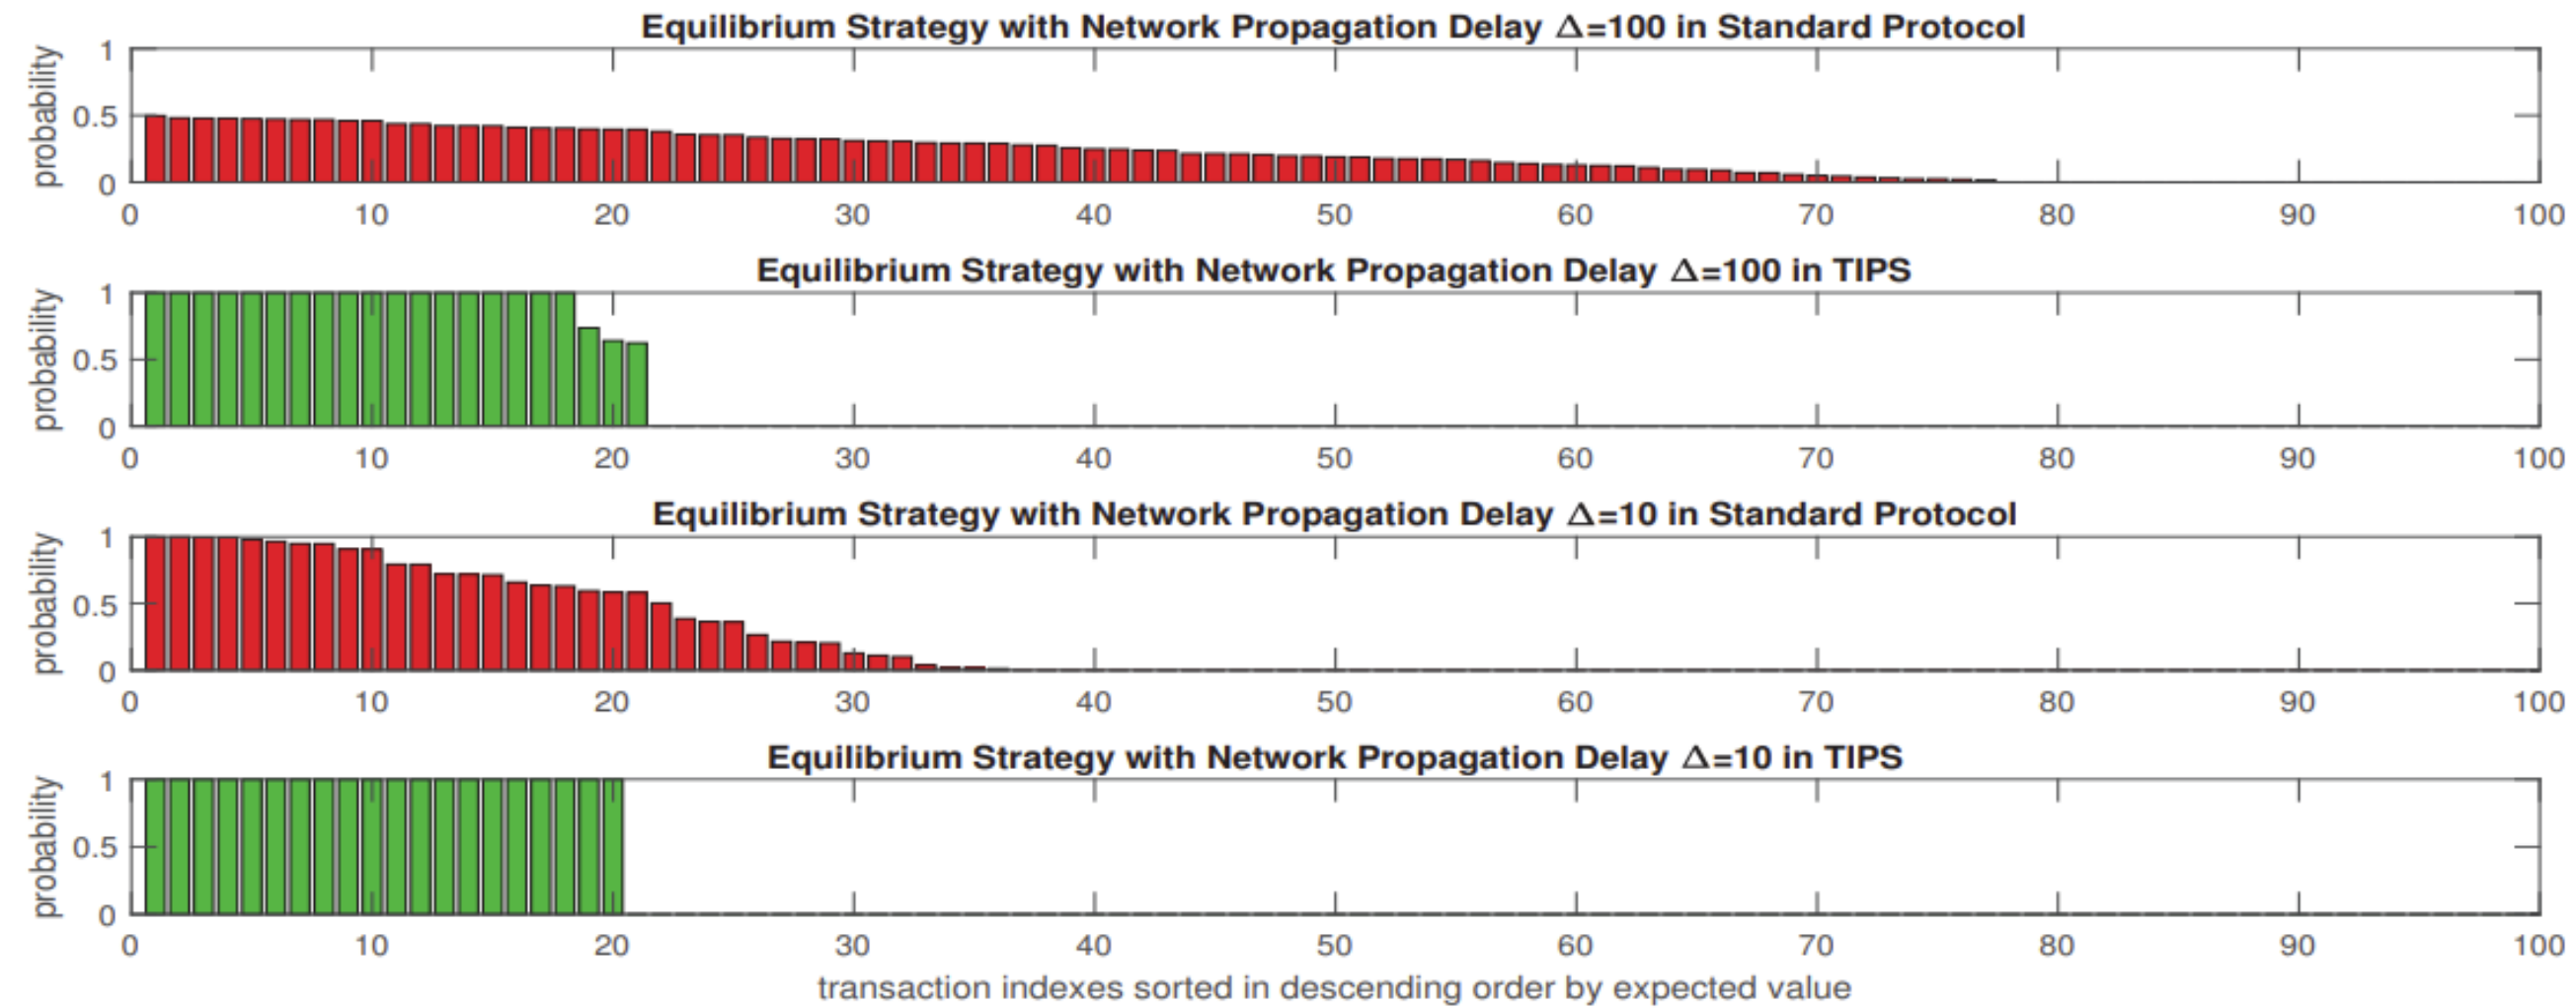 Equilibrium Strategy with Network Propagation Delay Δ=100 in Standard Protocol
probability
1
0.5
0
0 10 20 30 40 50 60 70 80 90 100
Equilibrium Strategy with Network Propagation Delay Δ=100 in TIPS
probability
1
0.5
0
0 10 20 30 40 50 60 70 80 90 100
Equilibrium Strategy with Network Propagation Delay Δ=10 in Standard Protocol
probability
1
0.5
0
0 10 20 30 40 50 60 70 80 90 100
Equilibrium Strategy with Network Propagation Delay Δ=10 in TIPS
probability
1
0.5
0
0 10 20 30 40 50 60 70 80 90 100
transaction indexes sorted in descending order by expected value